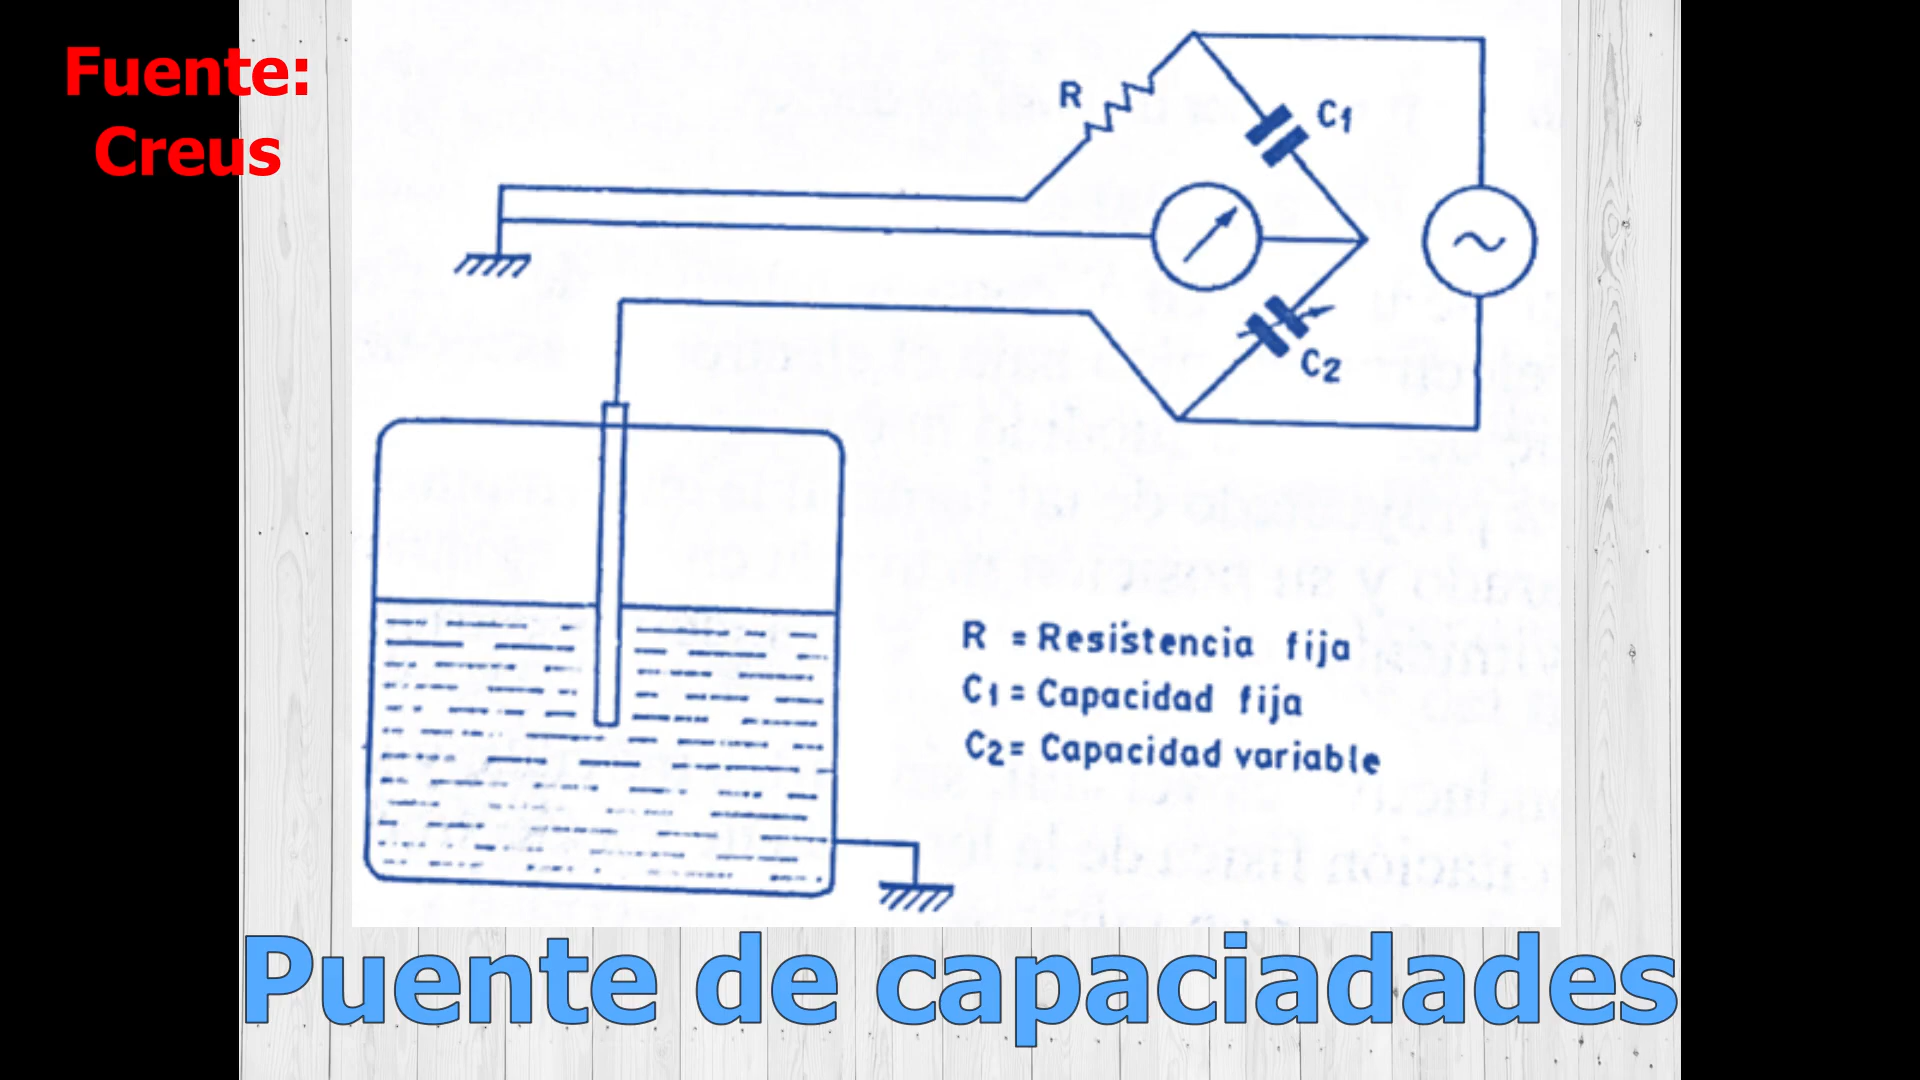 Fuente:
Creus
R
C1
C2
R = Resistencia fija
C1 = Capacidad fija
C2 = Capacidad variable
Puente de capaciadades